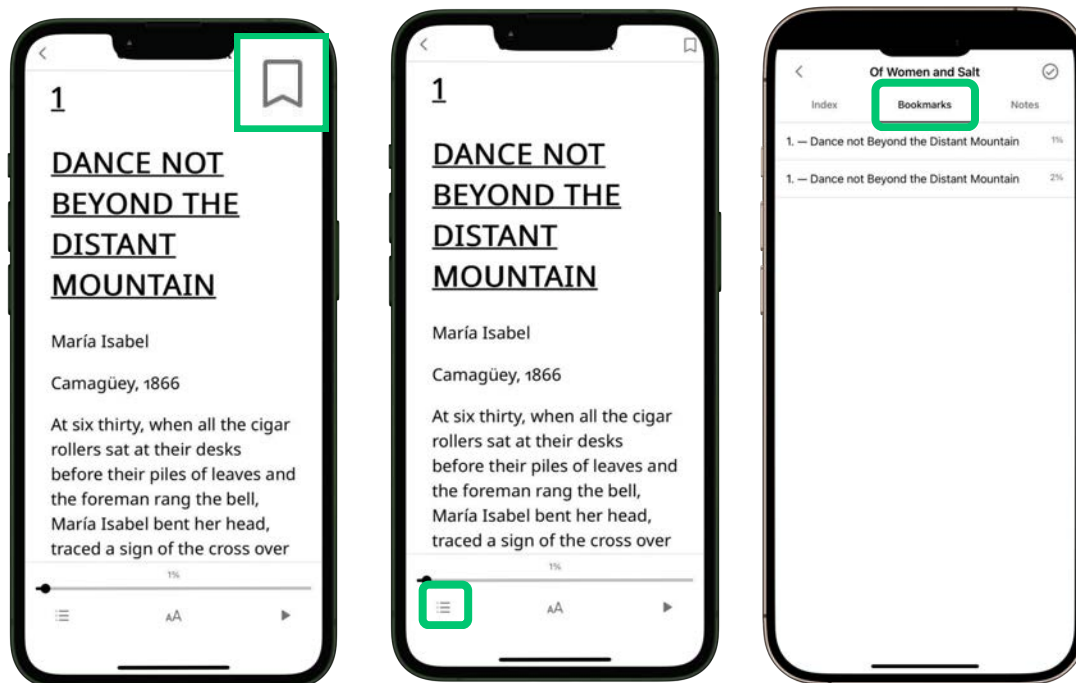 1
DANCE NOT
BEYOND THE
DISTANT
MOUNTAIN
María Isabel
Camagüey, 1866
At six thirty, when all the cigar
rollers sat at their desks
before their piles of leaves and
the foreman rang the bell,
María Isabel bent her head,
traced a sign of the cross over
1%
AA
1
DANCE NOT
BEYOND THE
DISTANT
MOUNTAIN
María Isabel
Camagüey, 1866
At six thirty, when all the cigar
rollers sat at their desks
before their piles of leaves and
the foreman rang the bell,
María Isabel bent her head,
traced a sign of the cross over
1%
AA
Of Women and Salt
Index Bookmarks Notes
1. — Dance not Beyond the Distant Mountain 1%
1. — Dance not Beyond the Distant Mountain 2%